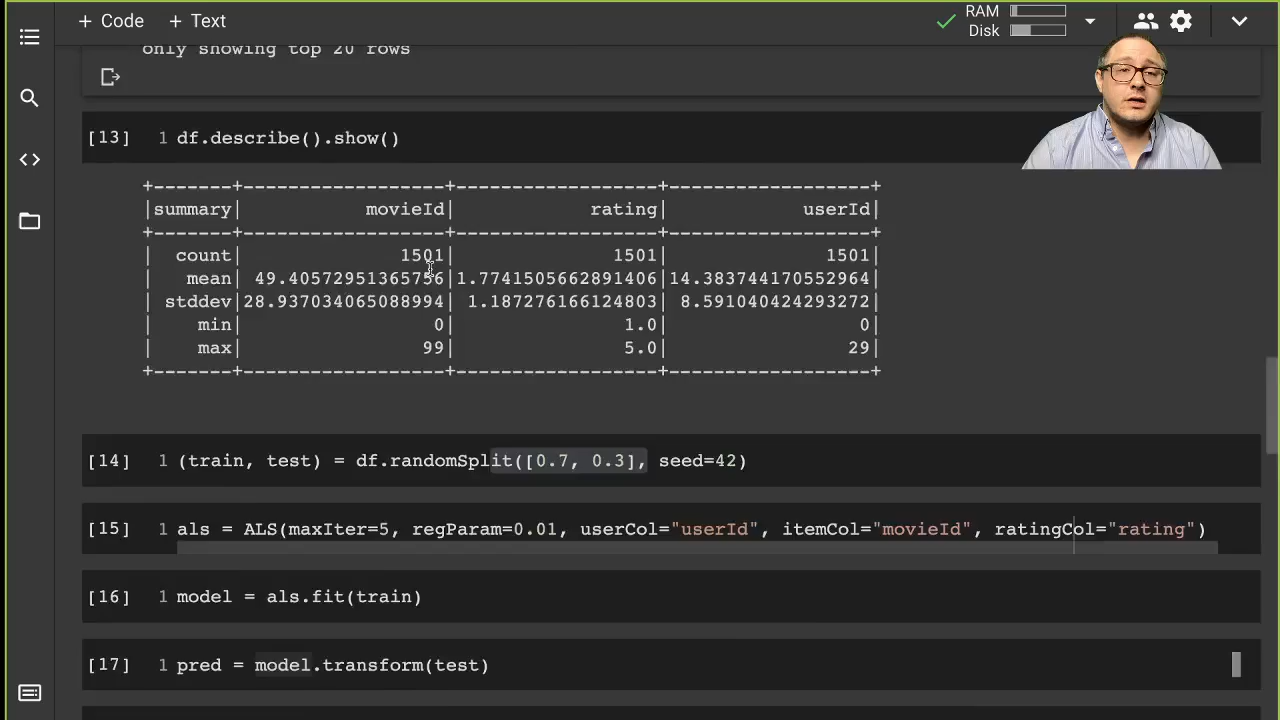 + Code + Text
RAM
Disk
only showing top 20 rows
[13] 1 df.describe().show()
+-------+------------------+------------------+-----------------+
|summary| movieId| rating| userId|
+-------+------------------+------------------+-----------------+
| count| 1501| 1501| 1501|
| mean| 49.40572951365756|1.7741505662891406|14.383744170552964|
| stddev|28.937034065088994| 1.187276166124803| 8.591040424293272|
| min| 0| 1.0| 0|
| max| 99| 5.0| 29|
+-------+------------------+------------------+-----------------+
[14] 1 (train, test) = df.randomSplit([0.7, 0.3], seed=42)
[15] 1 als = ALS(maxIter=5, regParam=0.01, userCol="userId", itemCol="movieId", ratingCol="rating")
[16] 1 model = als.fit(train)
[17] 1 pred = model.transform(test)